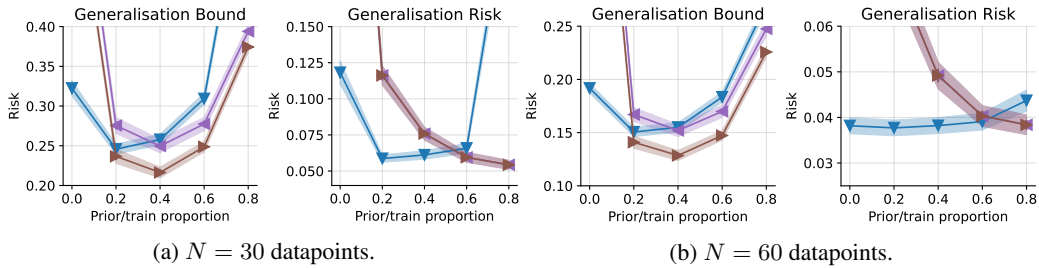 Generalisation Bound
Risk
0.40
0.35
0.30
0.25
0.20
0.0 0.2 0.4 0.6 0.8
Prior/train proportion
Generalisation Risk
Risk
0.150
0.125
0.100
0.075
0.050
0.0 0.2 0.4 0.6 0.8
Prior/train proportion
(a) N = 30 datapoints.
Generalisation Bound
Risk
0.25
0.20
0.15
0.10
0.0 0.2 0.4 0.6 0.8
Prior/train proportion
Generalisation Risk
Risk
0.06
0.05
0.04
0.03
0.0 0.2 0.4 0.6 0.8
Prior/train proportion
(b) N = 60 datapoints.